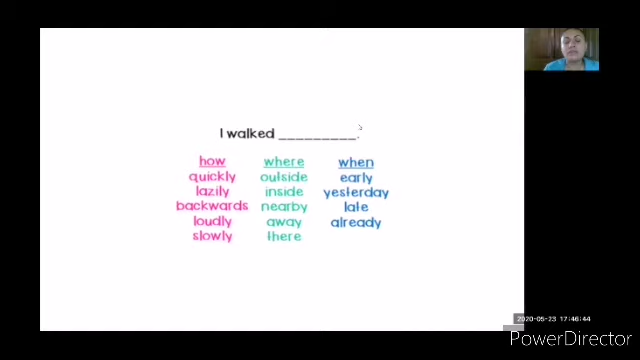 I walked _________.
how where when
quickly outside early
lazily inside yesterday
backwards nearby late
loudly away already
slowly there
2020-05-23 17:46:44
PowerDirector